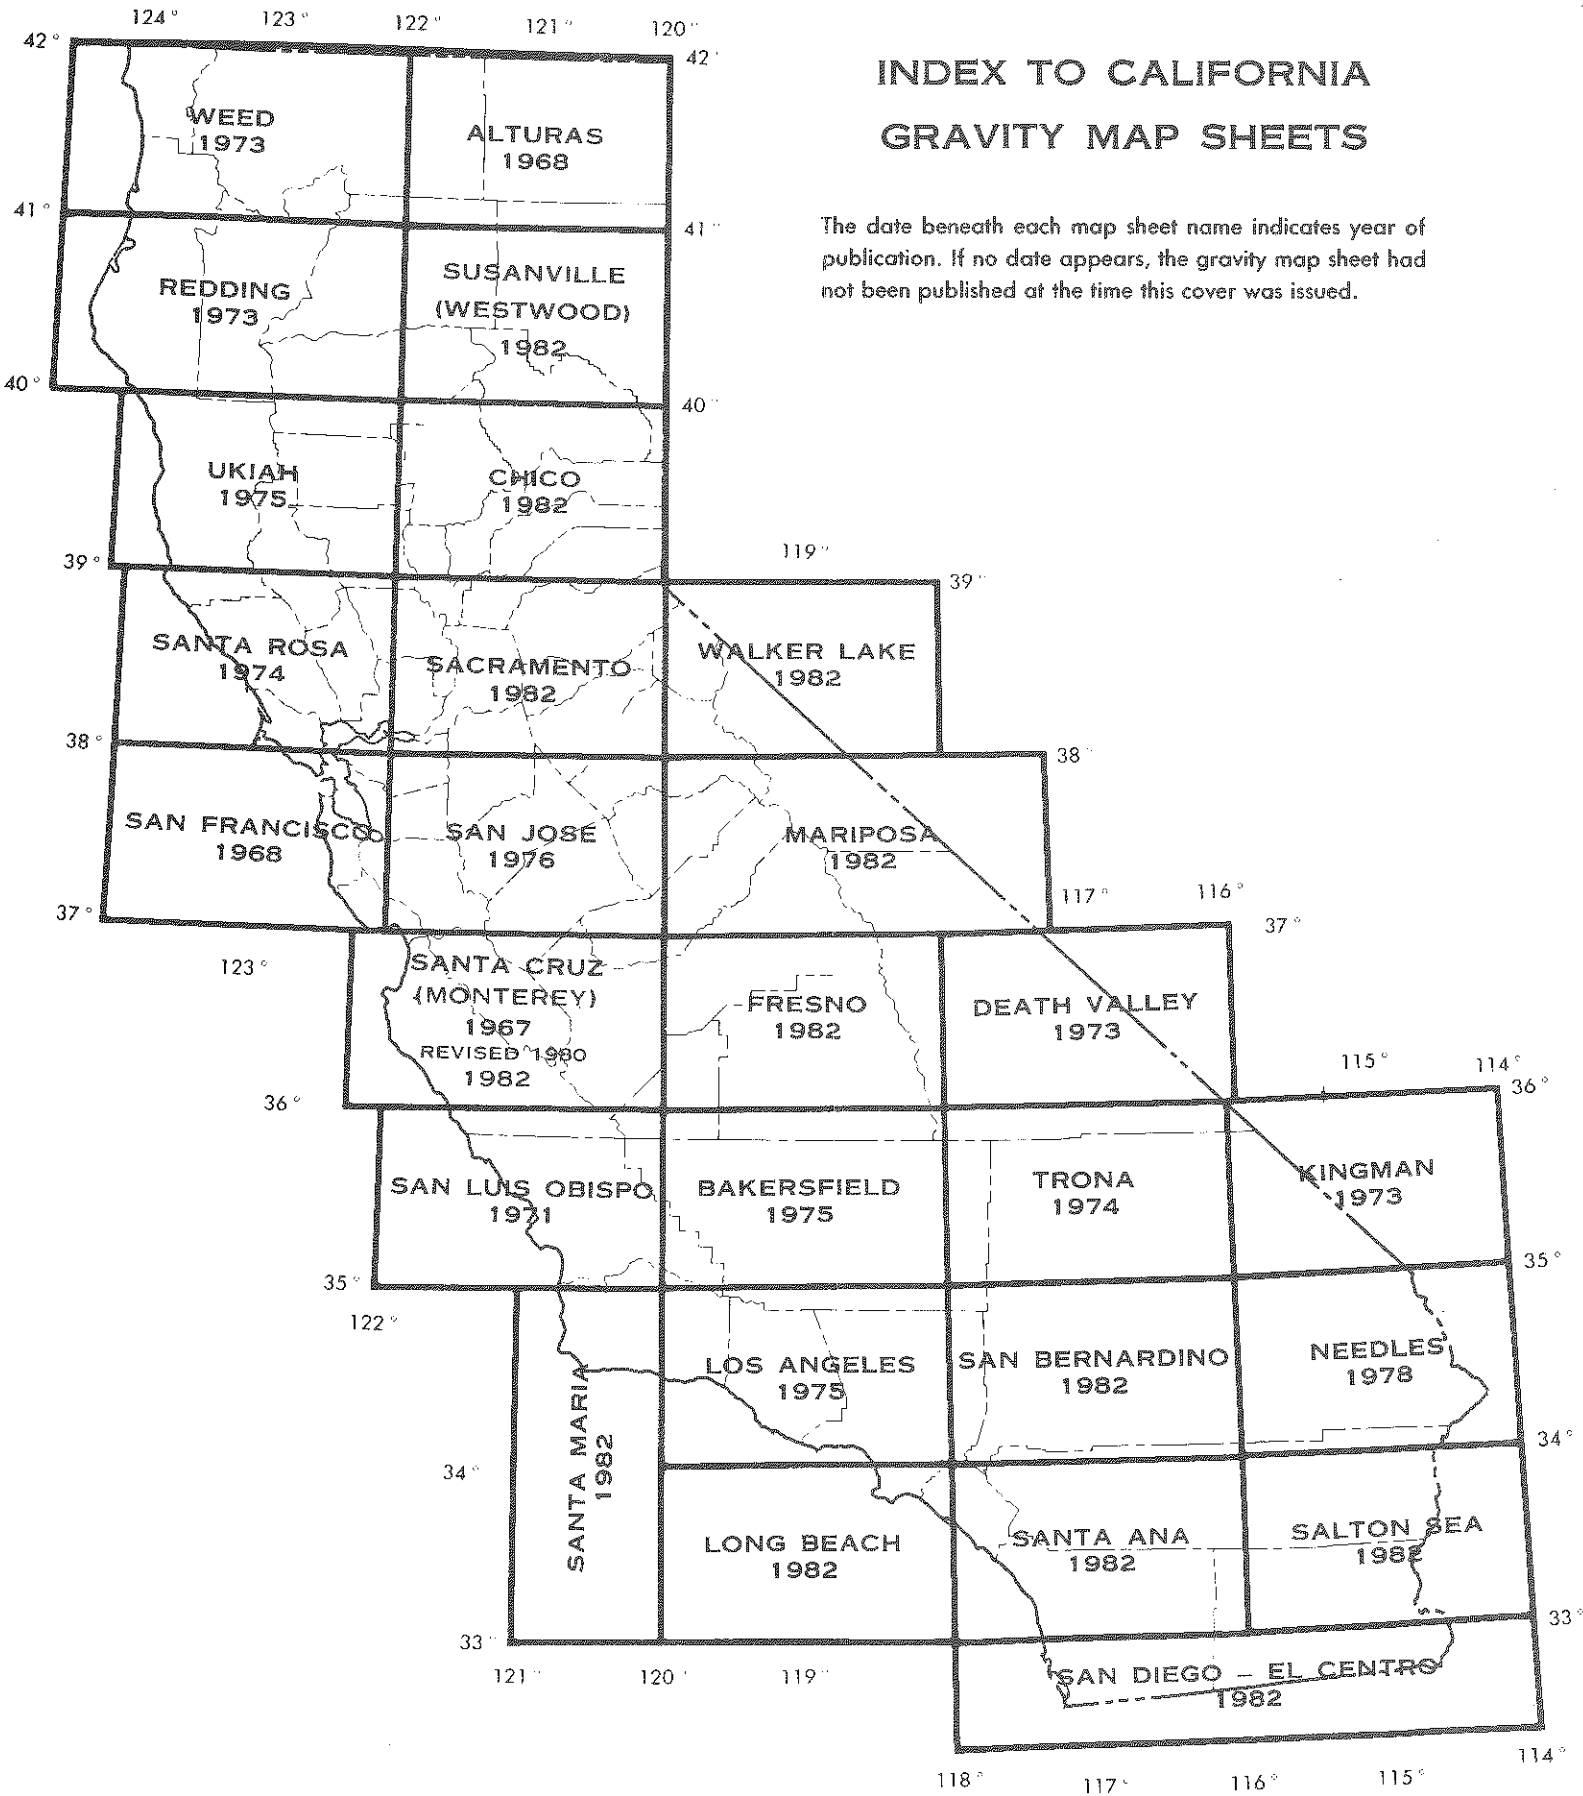 124° 123° 122° 121° 120°
42° 42°
INDEX TO CALIFORNIA
GRAVITY MAP SHEETS
The date beneath each map sheet name indicates year of
publication. If no date appears, the gravity map sheet had
not been published at the time this cover was issued.
WEED
1973
ALTURAS
1968
41° 41°
REDDING
1973
SUSANVILLE
(WESTWOOD)
1982
40° 40°
UKIAH
1975
CHICO
1982
39° 119° 39°
SANTA ROSA
1974
SACRAMENTO
1982
WALKER LAKE
1982
38° 38°
SAN FRANCISCO
1968
SAN JOSE
1976
MARIPOSA
1982
37° 117° 116° 37°
123°
SANTA CRUZ
(MONTEREY)
1967
REVISED 1980
1982
FRESNO
1982
DEATH VALLEY
1973
36° 115° 114° 36°
SAN LUIS OBISPO
1971
BAKERSFIELD
1975
TRONA
1974
KINGMAN
1973
35° 35°
122°
SANTA MARIA
1982
LOS ANGELES
1975
SAN BERNARDINO
1982
NEEDLES
1978
34° 34°
LONG BEACH
1982
SANTA ANA
1982
SALTON SEA
1982
33° 33°
121° 120 119°
SAN DIEGO – EL CENTRO
1982
118° 117° 116° 115° 114°